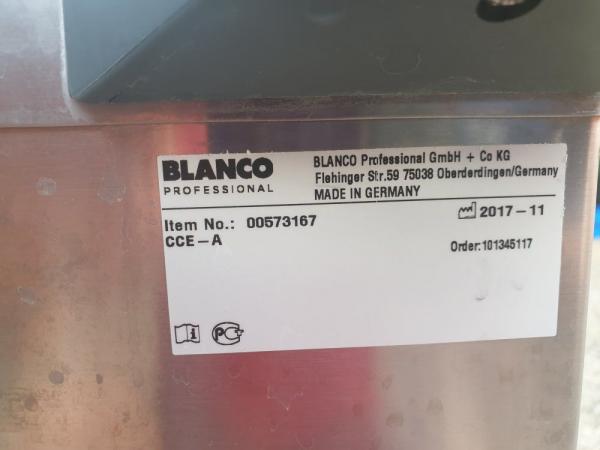 BLANCO
PROFESSIONAL
BLANCO Professional GmbH + Co KG
Flehinger Str.59 75038 Oberderdingen/Germany
MADE IN GERMANY
Item No.: 00573167
CCE-A
2017-11
Order:101345117